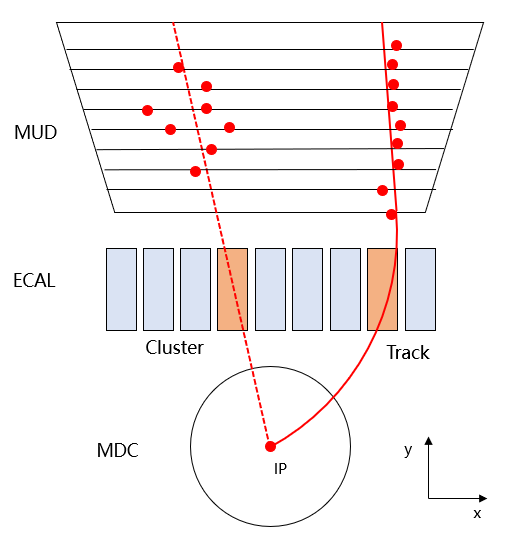 MUD
ECAL
Cluster
Track
MDC
IP
y
x